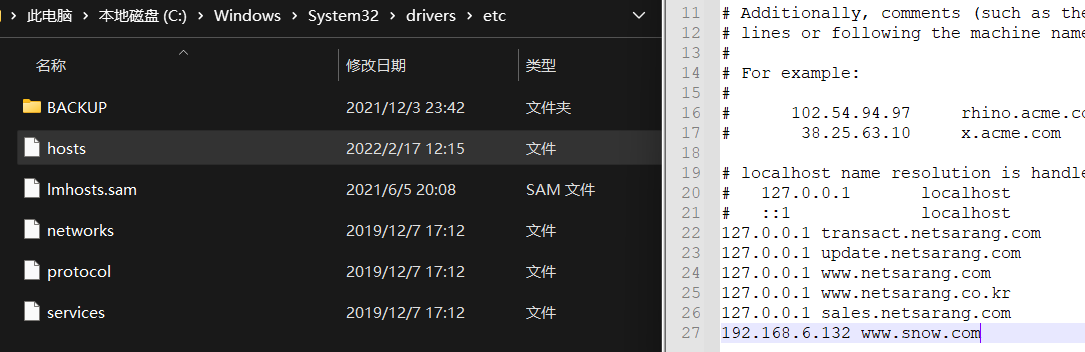 此电脑 › 本地磁盘 (C:) › Windows › System32 › drivers › etc
名称 修改日期 类型
BACKUP 2021/12/3 23:42 文件夹
hosts 2022/2/17 12:15 文件
lmhosts.sam 2021/6/5 20:08 SAM 文件
networks 2019/12/7 17:12 文件
protocol 2019/12/7 17:12 文件
services 2019/12/7 17:12 文件
11 # Additionally, comments (such as the
12 # lines or following the machine name
13 #
14 # For example:
15 #
16 # 102.54.94.97 rhino.acme.co
17 # 38.25.63.10 x.acme.com
18
19 # localhost name resolution is handle
20 # 127.0.0.1 localhost
21 # ::1 localhost
22 127.0.0.1 transact.netsarang.com
23 127.0.0.1 update.netsarang.com
24 127.0.0.1 www.netsarang.com
25 127.0.0.1 www.netsarang.co.kr
26 127.0.0.1 sales.netsarang.com
27 192.168.6.132 www.snow.com